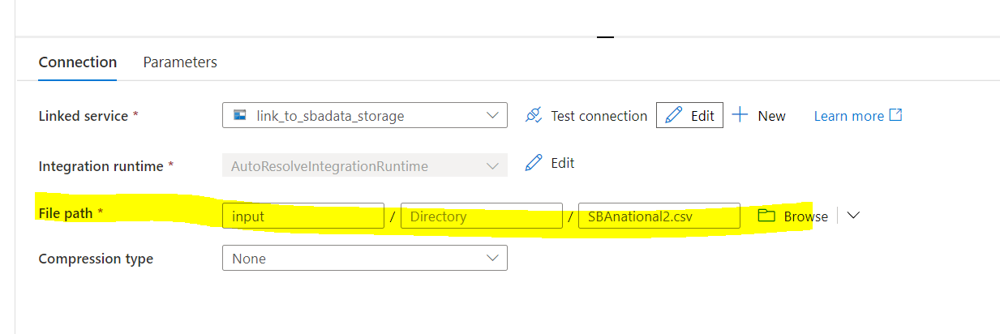 Connection Parameters
Linked service * link_to_sbadata_storage Test connection Edit New Learn more
Integration runtime * AutoResolveIntegrationRuntime Edit
File path * input / Directory / SBAnational2.csv Browse
Compression type None